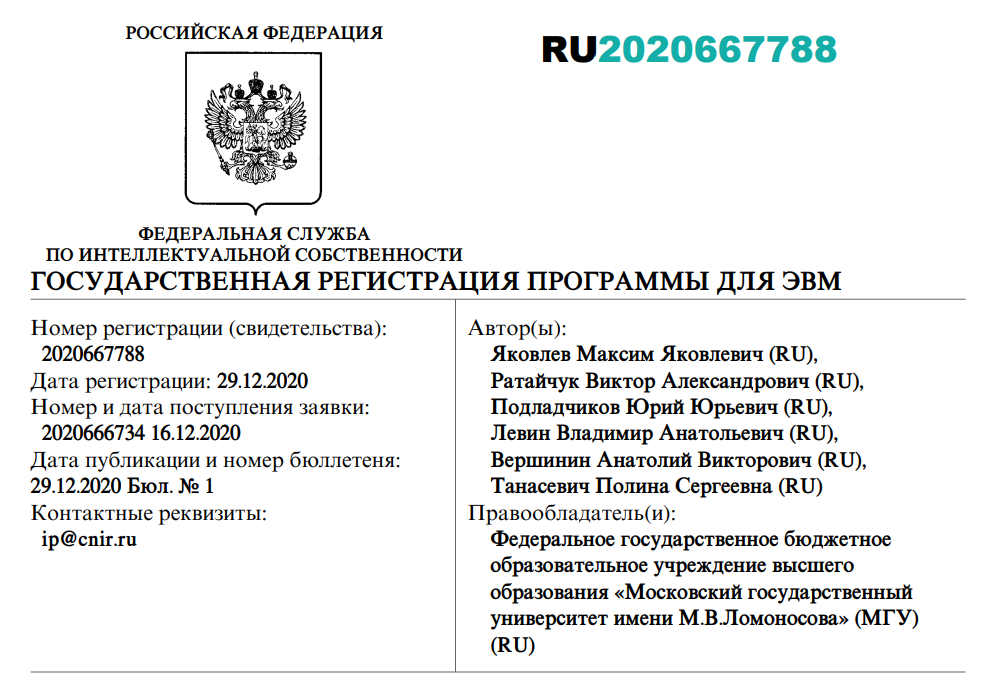 РОССИЙСКАЯ ФЕДЕРАЦИЯ
RU2020667788
ФЕДЕРАЛЬНАЯ СЛУЖБА
ПО ИНТЕЛЛЕКТУАЛЬНОЙ СОБСТВЕННОСТИ
ГОСУДАРСТВЕННАЯ РЕГИСТРАЦИЯ ПРОГРАММЫ ДЛЯ ЭВМ
Номер регистрации (свидетельства):
2020667788
Дата регистрации: 29.12.2020
Номер и дата поступления заявки:
2020666734 16.12.2020
Дата публикации и номер бюллетеня:
29.12.2020 Бюл. № 1
Контактные реквизиты:
ip@cnir.ru
Автор(ы):
Яковлев Максим Яковлевич (RU),
Ратайчук Виктор Александрович (RU),
Подладчиков Юрий Юрьевич (RU),
Левин Владимир Анатольевич (RU),
Вершинин Анатолий Викторович (RU),
Танасевич Полина Сергеевна (RU)
Правообладатель(и):
Федеральное государственное бюджетное
образовательное учреждение высшего
образования «Московский государственный
университет имени М.В.Ломоносова» (МГУ)
(RU)